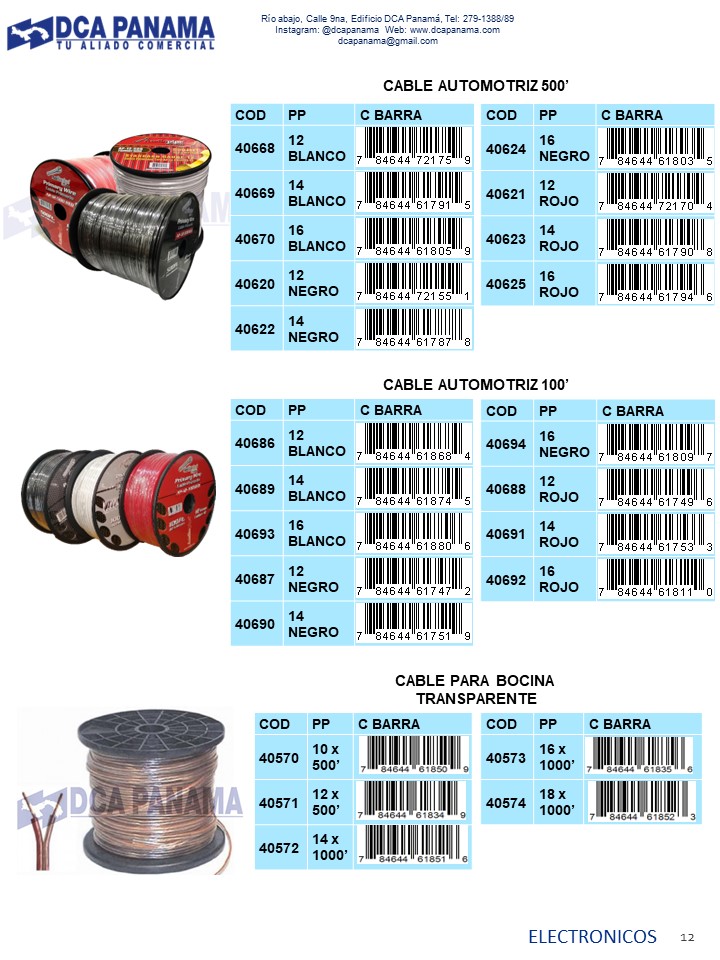 DCA PANAMA
TU ALIADO COMERCIAL
Río abajo, Calle 9na, Edificio DCA Panamá, Tel: 279-1388/89
Instagram: @dcapanama Web: www.dcapanama.com
dcapanama@gmail.com
CABLE AUTOMOTRIZ 500’
COD PP C BARRA
40668 12 BLANCO 7 84644 72175 9
40669 14 BLANCO 7 84644 61791 5
40670 16 BLANCO 7 84644 61805 9
40620 12 NEGRO 7 84644 72155 1
40622 14 NEGRO 7 84644 61787 8
COD PP C BARRA
40624 16 NEGRO 7 84644 61803 5
40621 12 ROJO 7 84644 72170 4
40623 14 ROJO 7 84644 61790 8
40625 16 ROJO 7 84644 61794 6
Primary Wire
Primary Wire
CABLE AUTOMOTRIZ 100’
COD PP C BARRA
40686 12 BLANCO 7 84644 61868 4
40689 14 BLANCO 7 84644 61874 5
40693 16 BLANCO 7 84644 61880 6
40687 12 NEGRO 7 84644 61747 2
40690 14 NEGRO 7 84644 61751 9
COD PP C BARRA
40694 16 NEGRO 7 84644 61809 7
40688 12 ROJO 7 84644 61749 6
40691 14 ROJO 7 84644 61753 3
40692 16 ROJO 7 84644 61811 0
Primary Wire
CABLE PARA BOCINA
TRANSPARENTE
COD PP C BARRA
40570 10 x 500’ 7 84644 61850 9
40571 12 x 500’ 7 84644 61834 9
40572 14 x 1000’ 7 84644 61851 6
COD PP C BARRA
40573 16 x 1000’ 7 84644 61835 6
40574 18 x 1000’ 7 84644 61852 3
DCA PANAMA
ELECTRONICOS 12